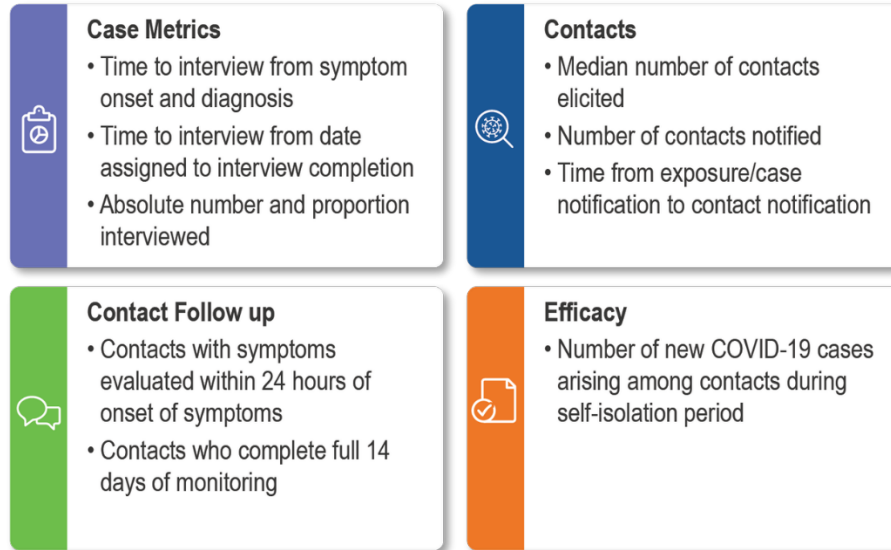 Case Metrics
• Time to interview from symptom
onset and diagnosis
• Time to interview from date
assigned to interview completion
• Absolute number and proportion
interviewed
Contacts
• Median number of contacts
elicited
• Number of contacts notified
• Time from exposure/case
notification to contact notification
Contact Follow up
• Contacts with symptoms
evaluated within 24 hours of
onset of symptoms
• Contacts who complete full 14
days of monitoring
Efficacy
• Number of new COVID-19 cases
arising among contacts during
self-isolation period